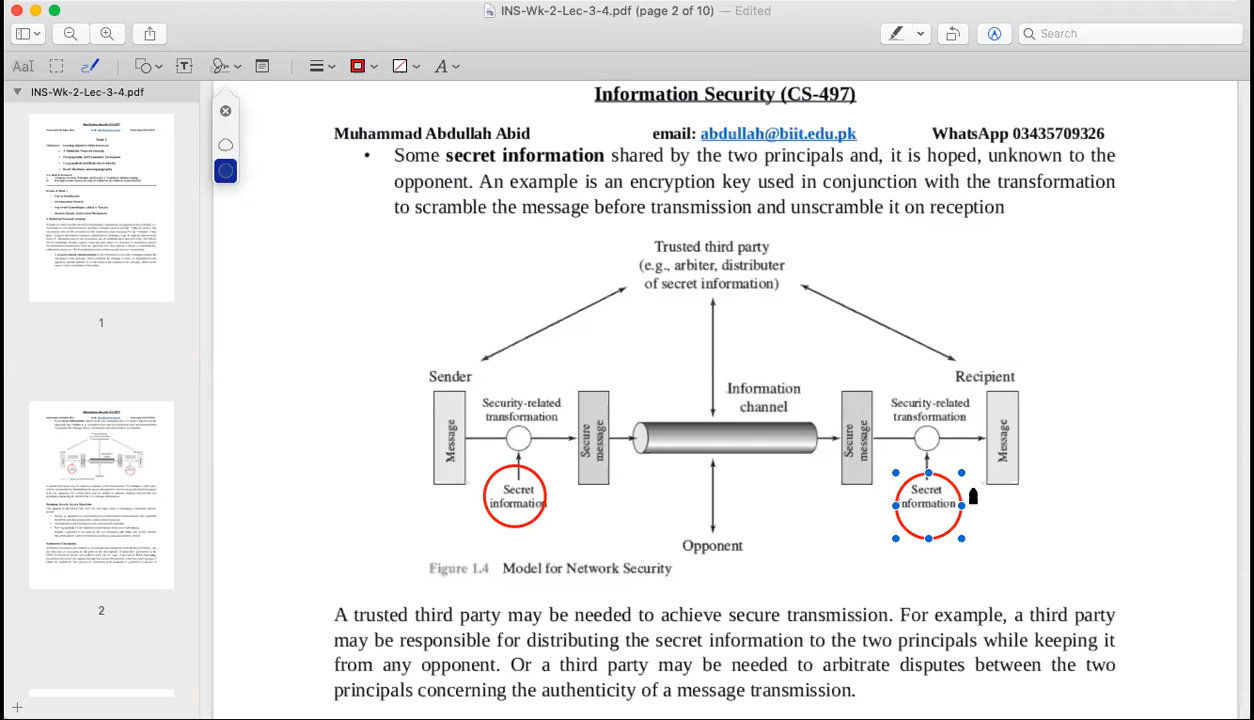 INS-Wk-2-Lec-3-4.pdf (page 2 of 10) — Edited
Search
AaI T A
INS-Wk-2-Lec-3-4.pdf
1
2
Information Security (CS-497)
Muhammad Abdullah Abid email: abdullah@biit.edu.pk WhatsApp 03435709326
• Some secret information shared by the two principals and, it is hoped, unknown to the
opponent. An example is an encryption key used in conjunction with the transformation
to scramble the message before transmission and unscramble it on reception
Trusted third party
(e.g., arbiter, distributer
of secret information)
Sender
Recipient
Information
channel
Security-related
transformation
Security-related
transformation
Message
Secure
message
Secure
message
Message
Secret
information
Secret
nformation
Opponent
Figure 1.4 Model for Network Security
A trusted third party may be needed to achieve secure transmission. For example, a third party
may be responsible for distributing the secret information to the two principals while keeping it
from any opponent. Or a third party may be needed to arbitrate disputes between the two
principals concerning the authenticity of a message transmission.